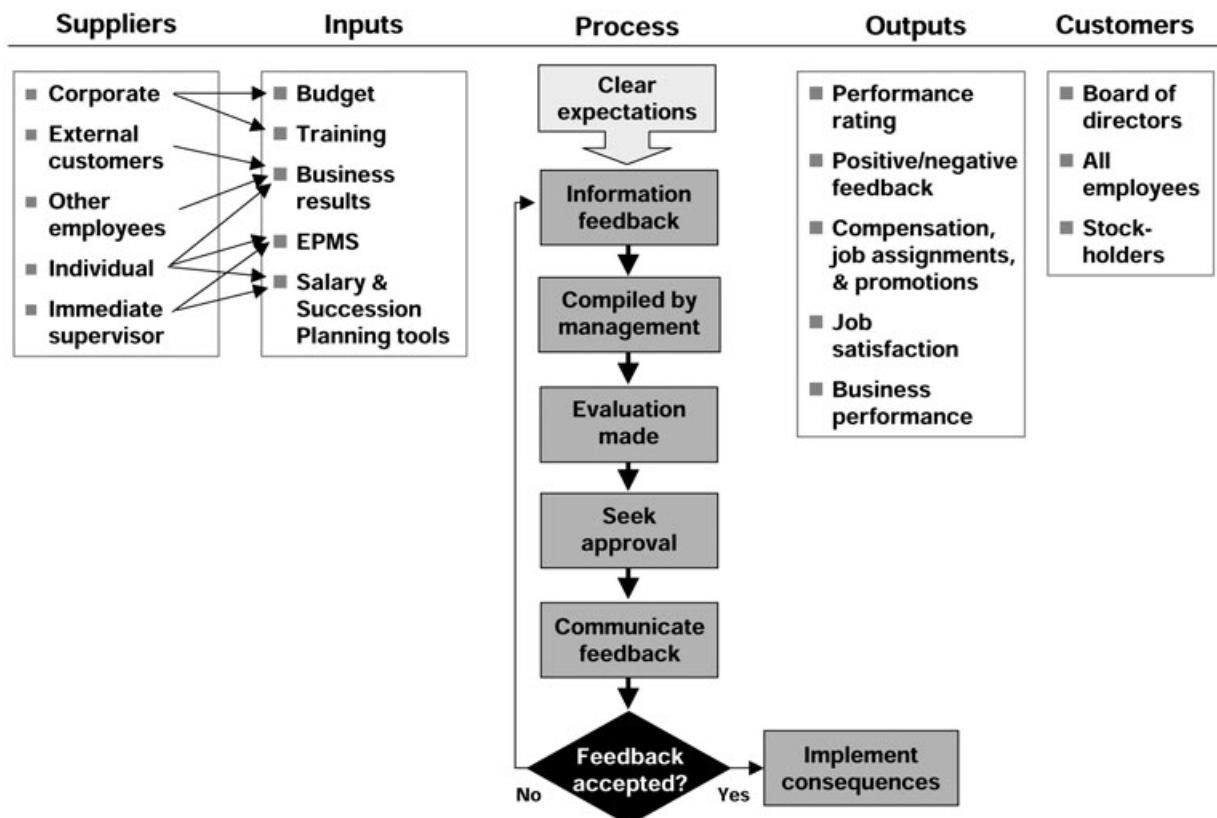 Suppliers
Inputs
Process
Outputs
Customers
Corporate
External
customers
Other
employees
Individual
Immediate
supervisor
Budget
Training
Business
results
EPMS
Salary &
Succession
Planning tools
Clear
expectations
Information
feedback
Compiled by
management
Evaluation
made
Seek
approval
Communicate
feedback
Feedback
accepted?
No
Yes
Implement
consequences
Performance
rating
Positive/negative
feedback
Compensation,
job assignments,
& promotions
Job
satisfaction
Business
performance
Board of
directors
All
employees
Stock-
holders